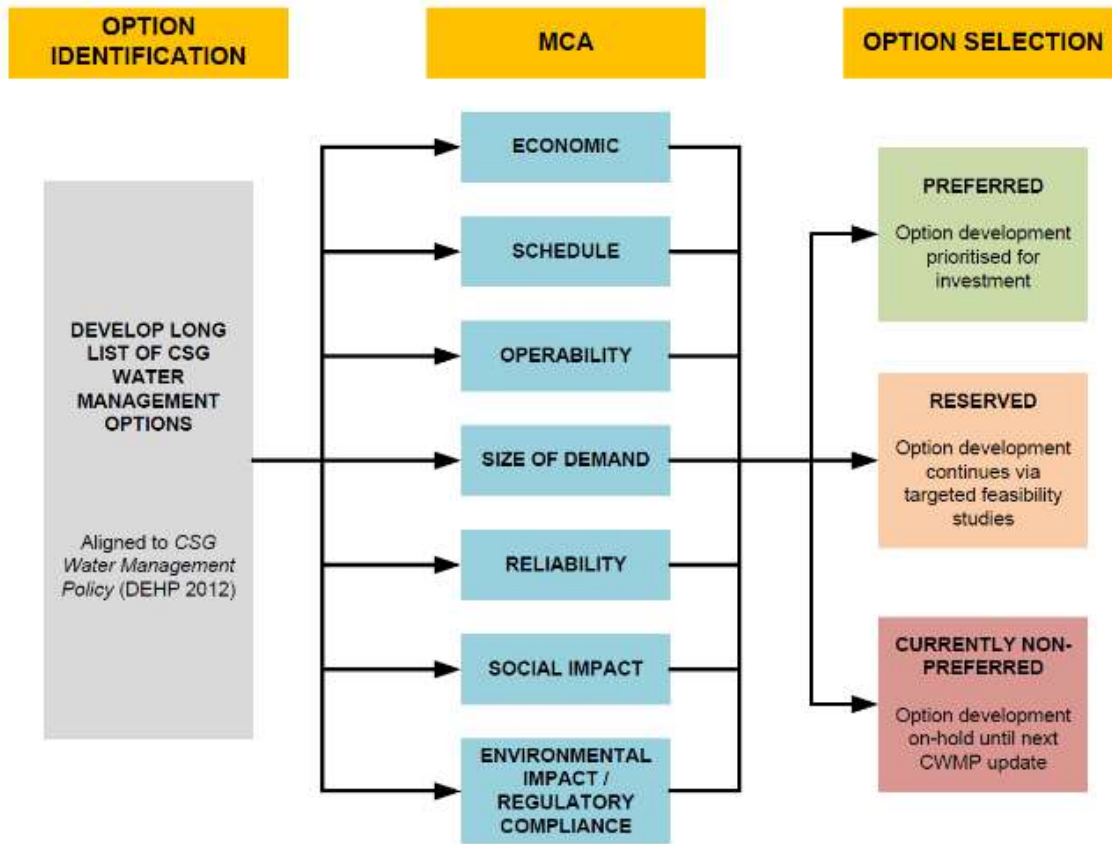 OPTION
IDENTIFICATION
MCA
OPTION SELECTION
DEVELOP LONG
LIST OF CSG
WATER
MANAGEMENT
OPTIONS
Aligned to CSG
Water Management
Policy (DEHP 2012)
ECONOMIC
SCHEDULE
OPERABILITY
SIZE OF DEMAND
RELIABILITY
SOCIAL IMPACT
ENVIRONMENTAL
IMPACT /
REGULATORY
COMPLIANCE
PREFERRED
Option development
prioritised for
investment
RESERVED
Option development
continues via
targeted feasibility
studies
CURRENTLY NON-
PREFERRED
Option development
on-hold until next
CWMP update